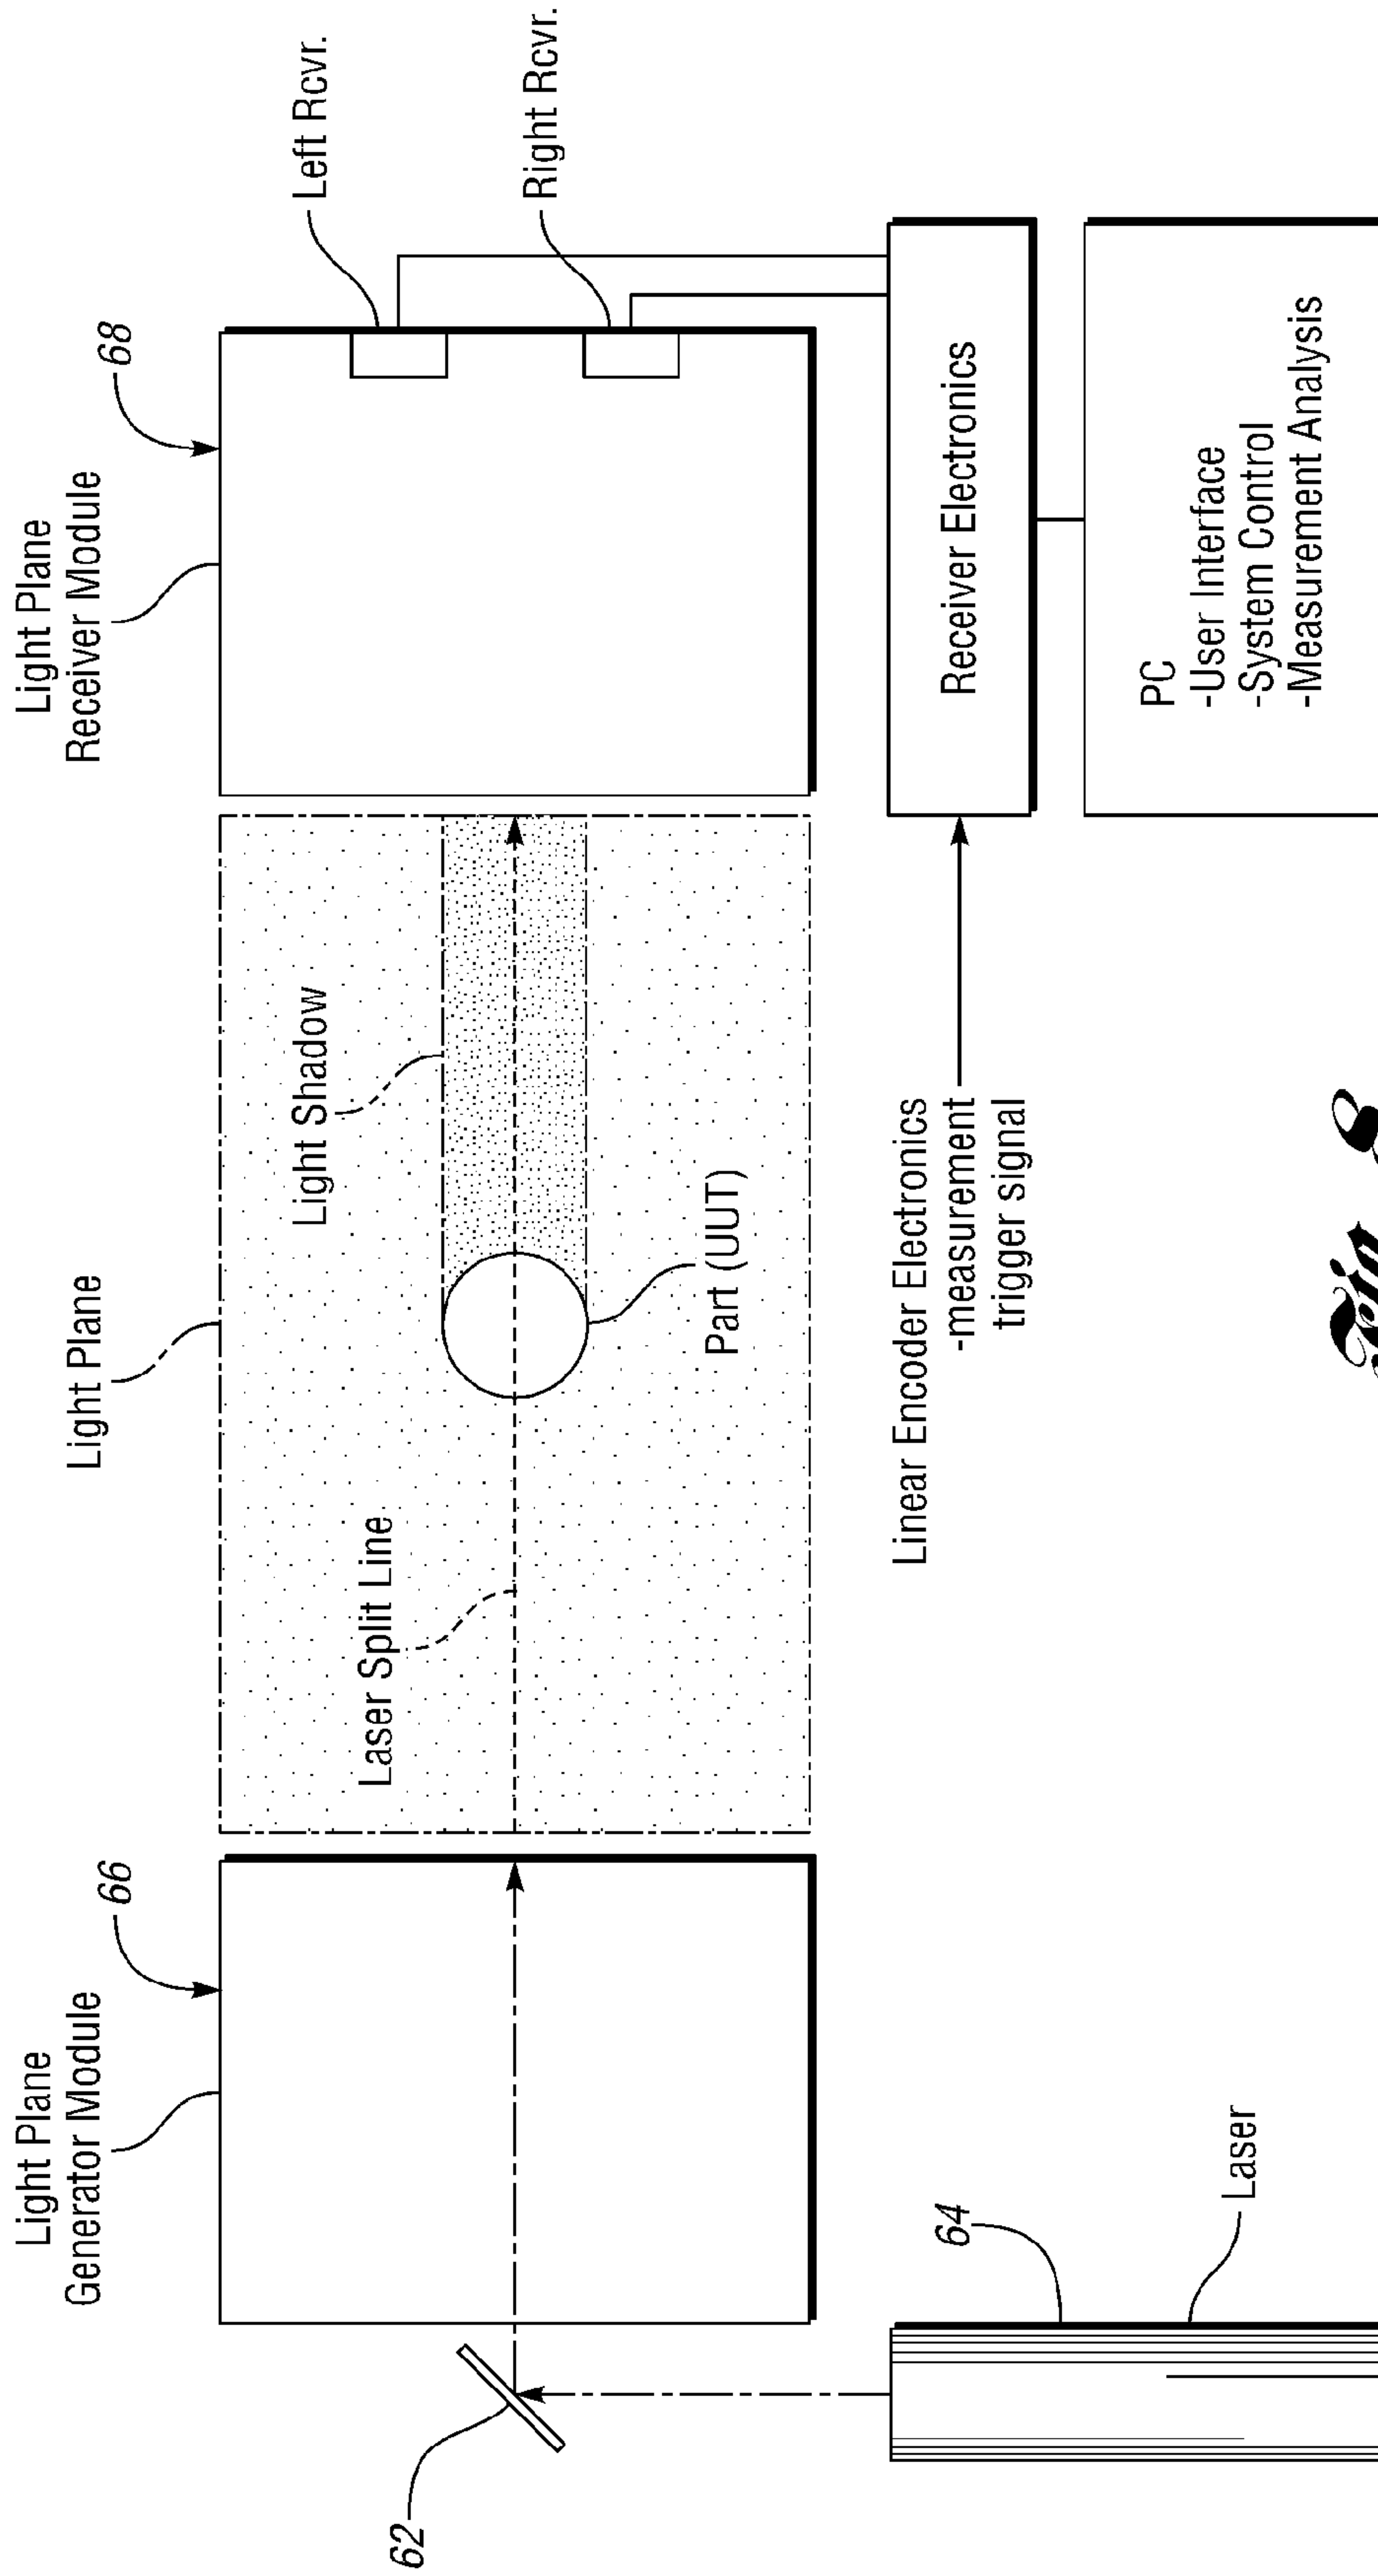 Light Plane
Generator Module
66
Light Plane
Light Plane
Receiver Module
68
62
Laser Split Line
Light Shadow
Part (UUT)
Left Rcvr.
Right Rcvr.
64
Laser
Linear Encoder Electronics
-measurement
trigger signal
Receiver Electronics
PC
-User Interface
-System Control
-Measurement Analysis